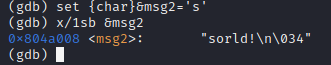 (gdb) set {char}&msg2='s'
(gdb) x/1sb &msg2
0x804a008 <msg2>:       "sorld!\n\034"
(gdb)